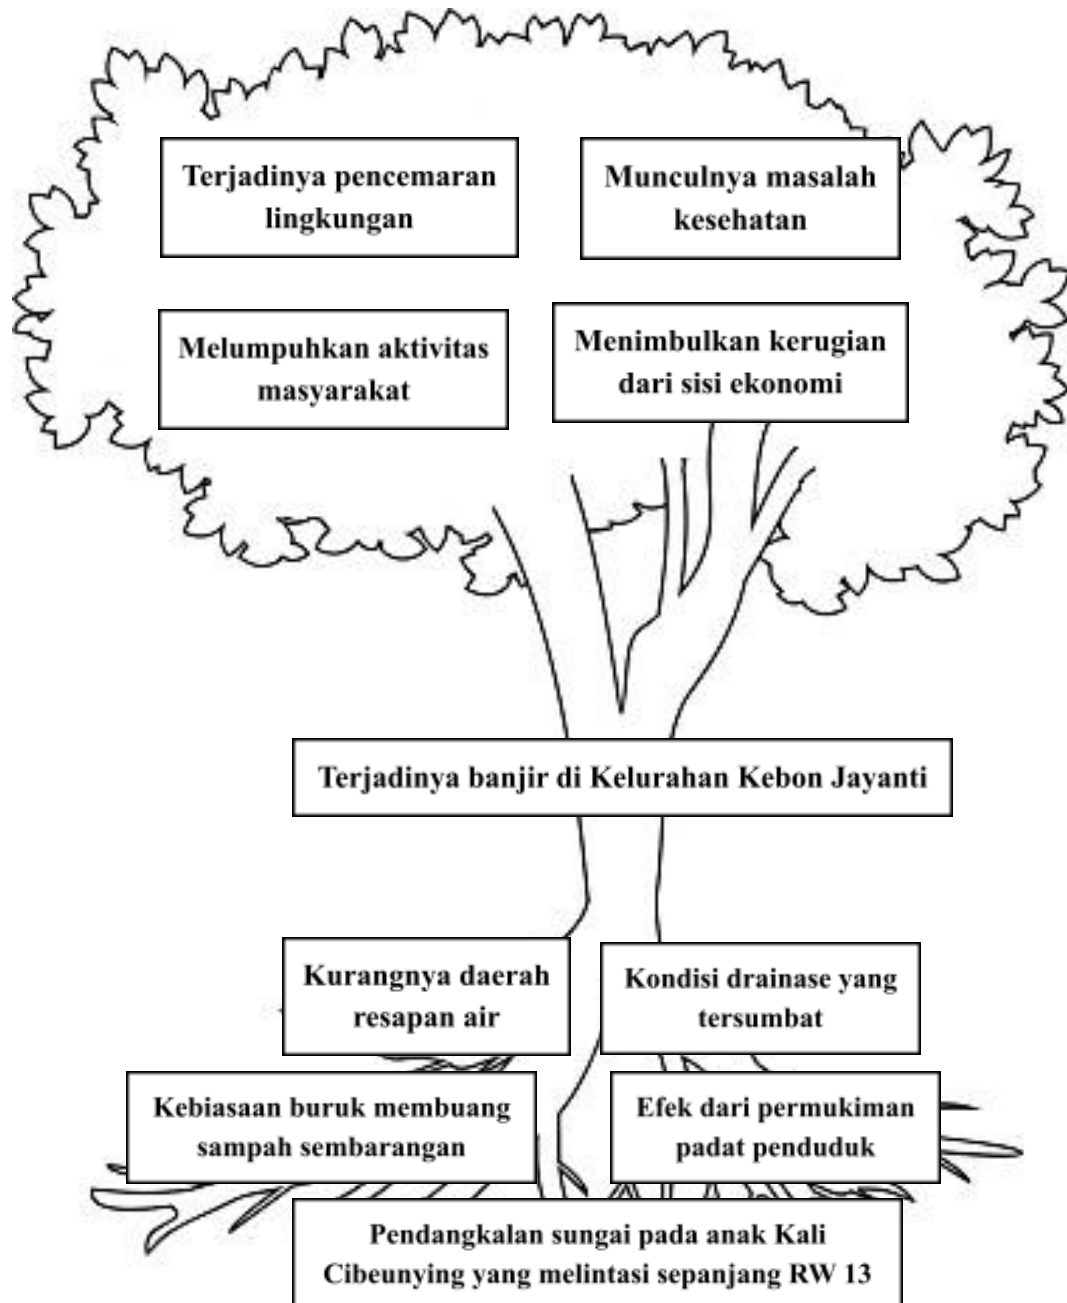 Terjadinya pencemaran
lingkungan
Munculnya masalah
kesehatan
Melumpuhkan aktivitas
masyarakat
Menimbulkan kerugian
dari sisi ekonomi
Terjadinya banjir di Kelurahan Kebon Jayanti
Kurangnya daerah
resapan air
Kondisi drainase yang
tersumbat
Kebiasaan buruk membuang
sampah sembarangan
Efek dari permukiman
padat penduduk
Pendangkalan sungai pada anak Kali
Cibeunying yang melintasi sepanjang RW 13